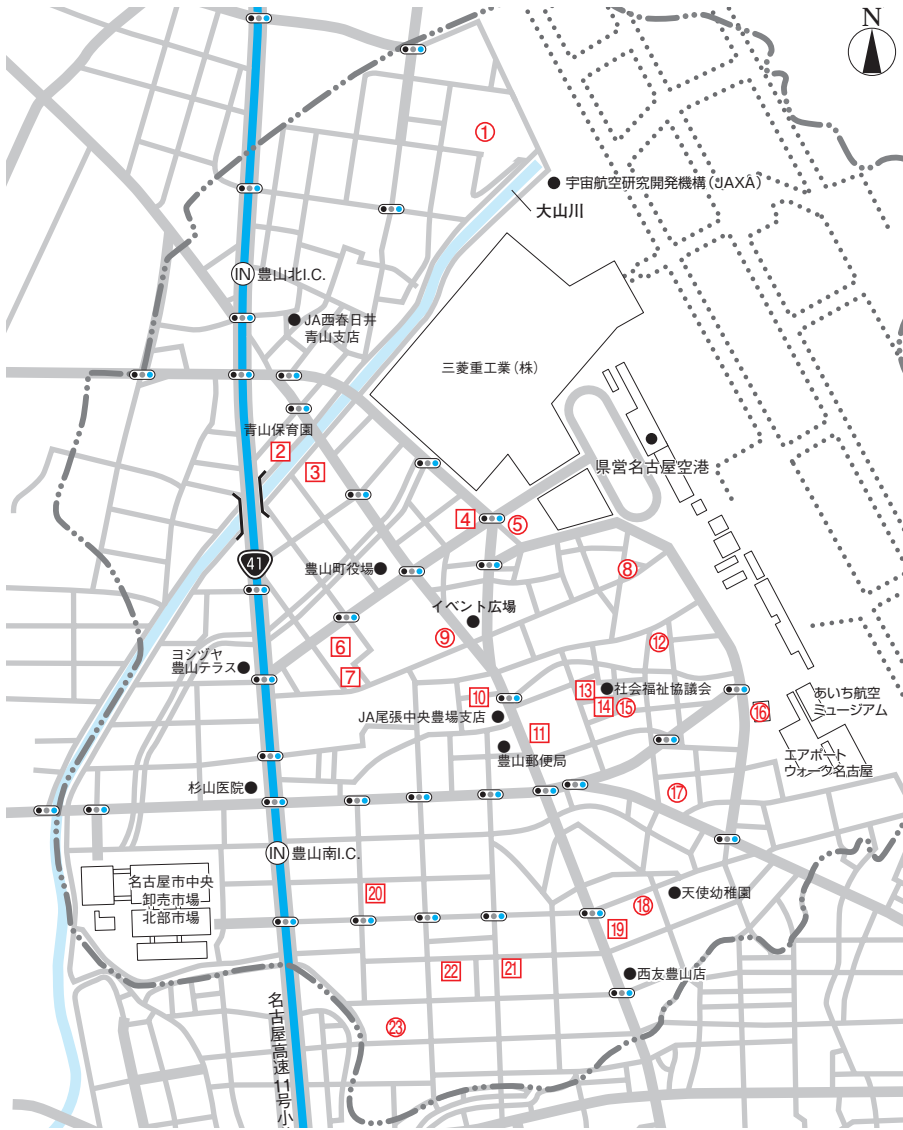 N
①
宇宙航空研究開発機構(JAXA)
大山川
IN 豊山北I.C.
JA西春日井
青山支店
三菱重工業(株)
青山保育園
2
3
県営名古屋空港
4
⑤
41
豊山町役場
⑧
イベント広場
⑨
6
7
⑫
ヨシヅヤ
豊山テラス
10
13
社会福祉協議会
14
⑮
⑯
あいち航空
ミュージアム
JA尾張中央豊場支店
11
豊山郵便局
エアポート
ウォーク名古屋
杉山医院
⑰
IN 豊山南I.C.
名古屋市中央
卸売市場
北部市場
20
天使幼稚園
⑱
19
22
21
西友豊山店
㉓
名古屋高速11号小